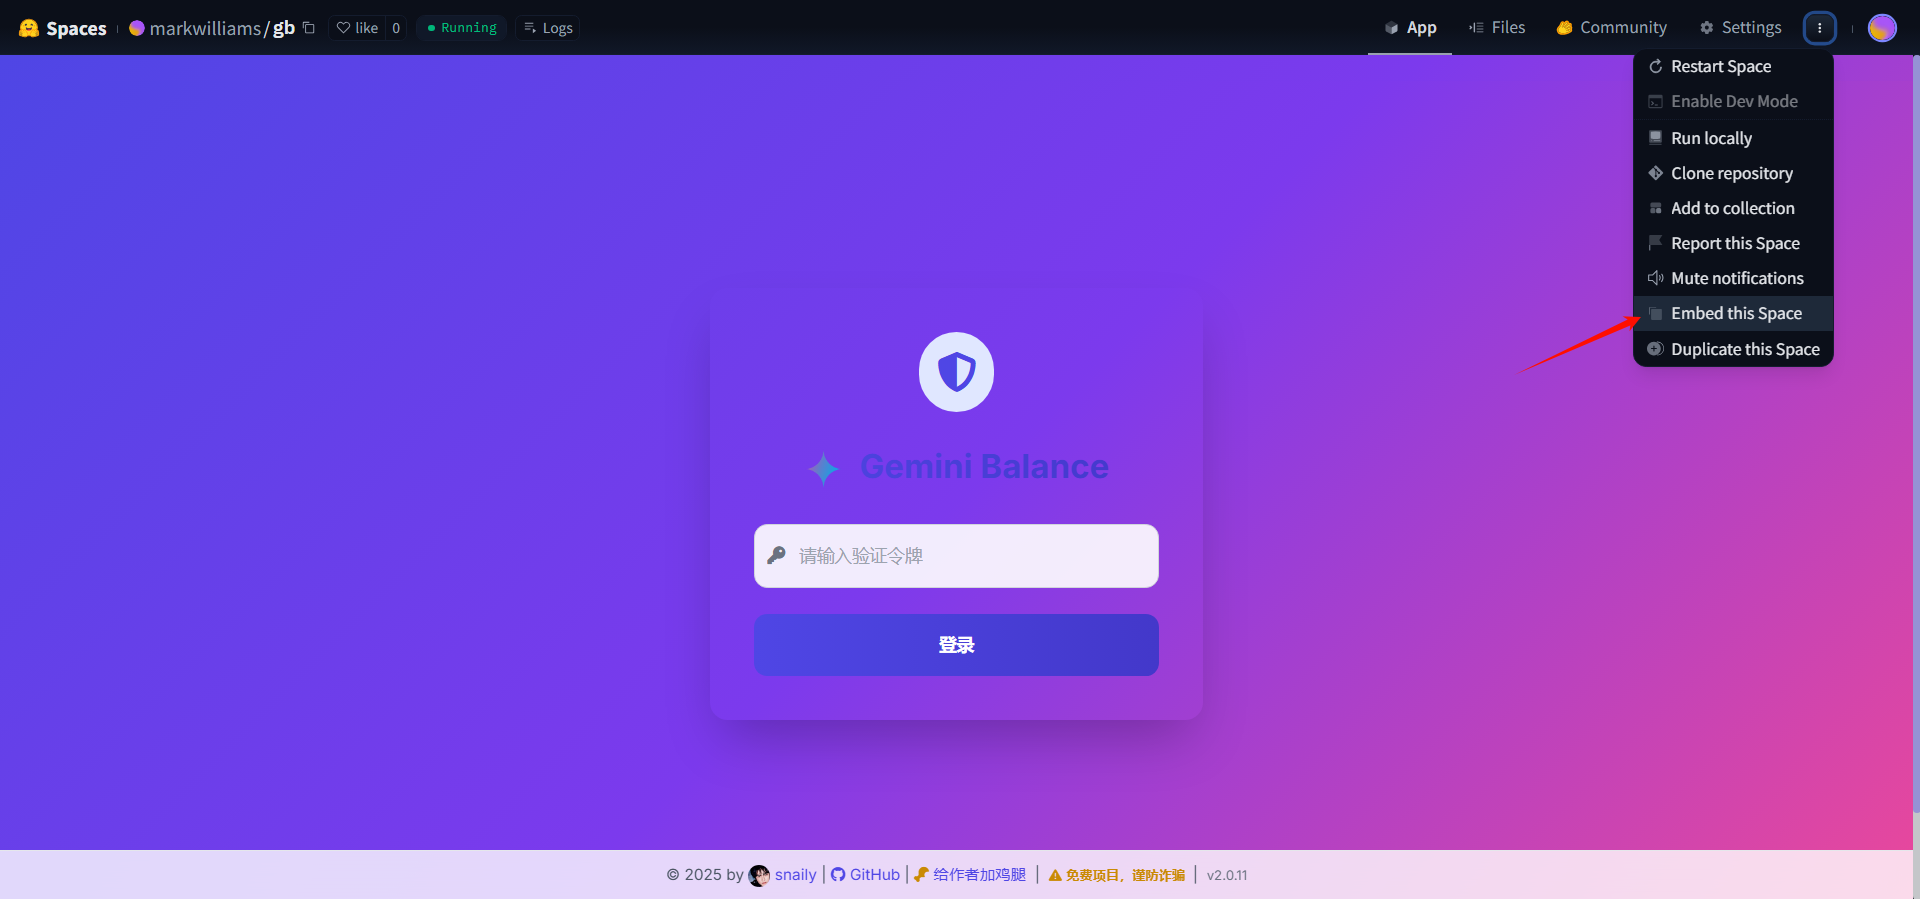 Spaces markwilliams/gb like 0 Running Logs App Files Community Settings
Restart Space
Enable Dev Mode
Run locally
Clone repository
Add to collection
Report this Space
Mute notifications
Embed this Space
Duplicate this Space
Gemini Balance
请输入验证令牌
登录
© 2025 by snaily | GitHub | 给作者加鸡腿 | 免费项目，谨防诈骗 | v2.0.11